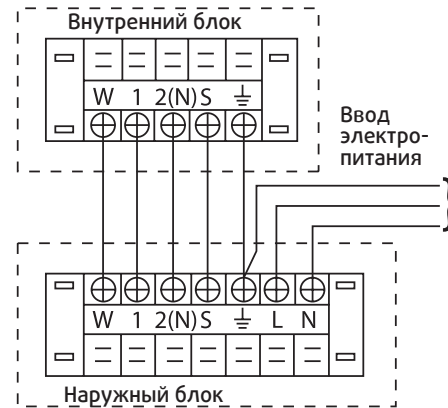 Внутренний блок
W 1 2(N) S
Ввод
электро-
питания
W 1 2(N) S L N
Наружный блок